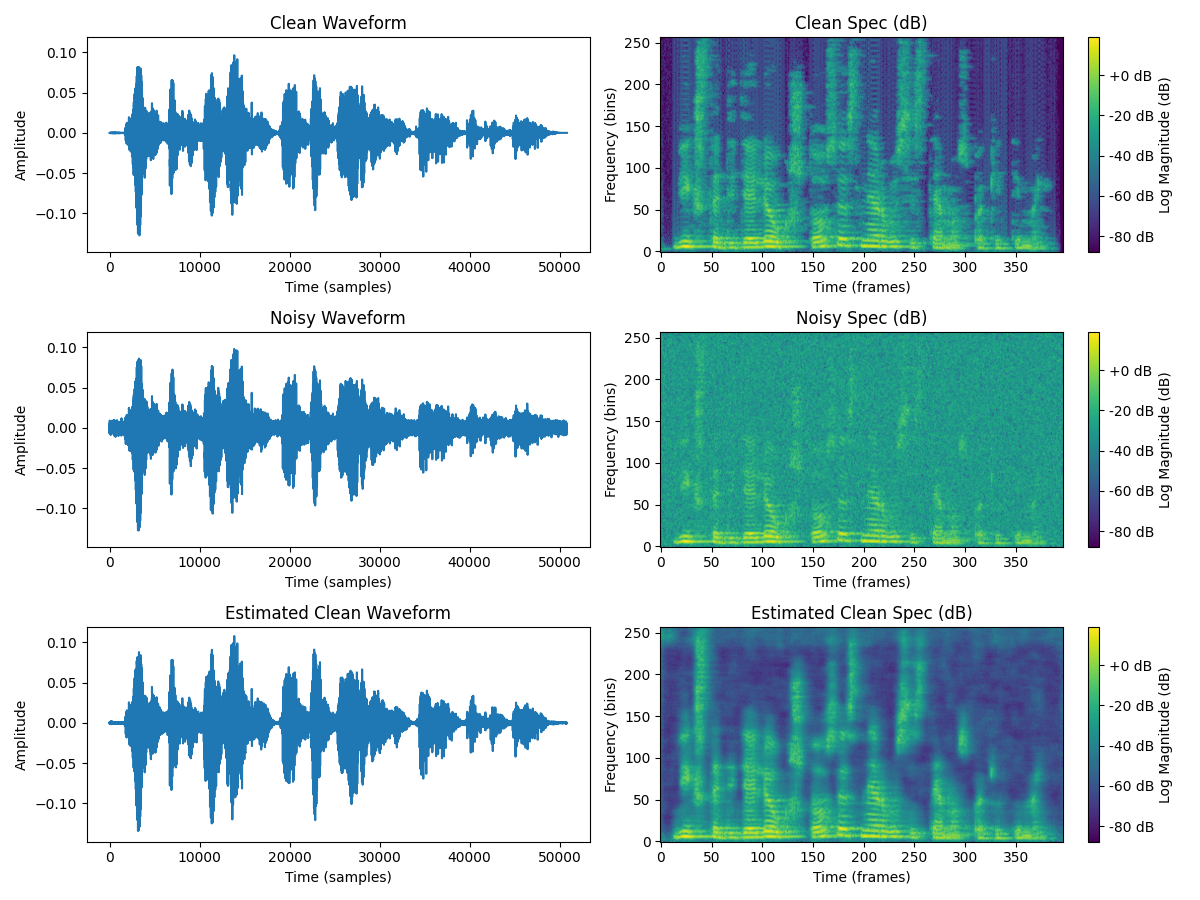 Clean Waveform
0.10
0.05
0.00
−0.05
−0.10
Amplitude
0 10000 20000 30000 40000 50000
Time (samples)
Clean Spec (dB)
250
200
150
100
50
0
Frequency (bins)
0 50 100 150 200 250 300 350
Time (frames)
+0 dB
-20 dB
-40 dB
-60 dB
-80 dB
Log Magnitude (dB)
Noisy Waveform
0.10
0.05
0.00
−0.05
−0.10
Amplitude
0 10000 20000 30000 40000 50000
Time (samples)
Noisy Spec (dB)
250
200
150
100
50
0
Frequency (bins)
0 50 100 150 200 250 300 350
Time (frames)
+0 dB
-20 dB
-40 dB
-60 dB
-80 dB
Log Magnitude (dB)
Estimated Clean Waveform
0.10
0.05
0.00
−0.05
−0.10
Amplitude
0 10000 20000 30000 40000 50000
Time (samples)
Estimated Clean Spec (dB)
250
200
150
100
50
0
Frequency (bins)
0 50 100 150 200 250 300 350
Time (frames)
+0 dB
-20 dB
-40 dB
-60 dB
-80 dB
Log Magnitude (dB)